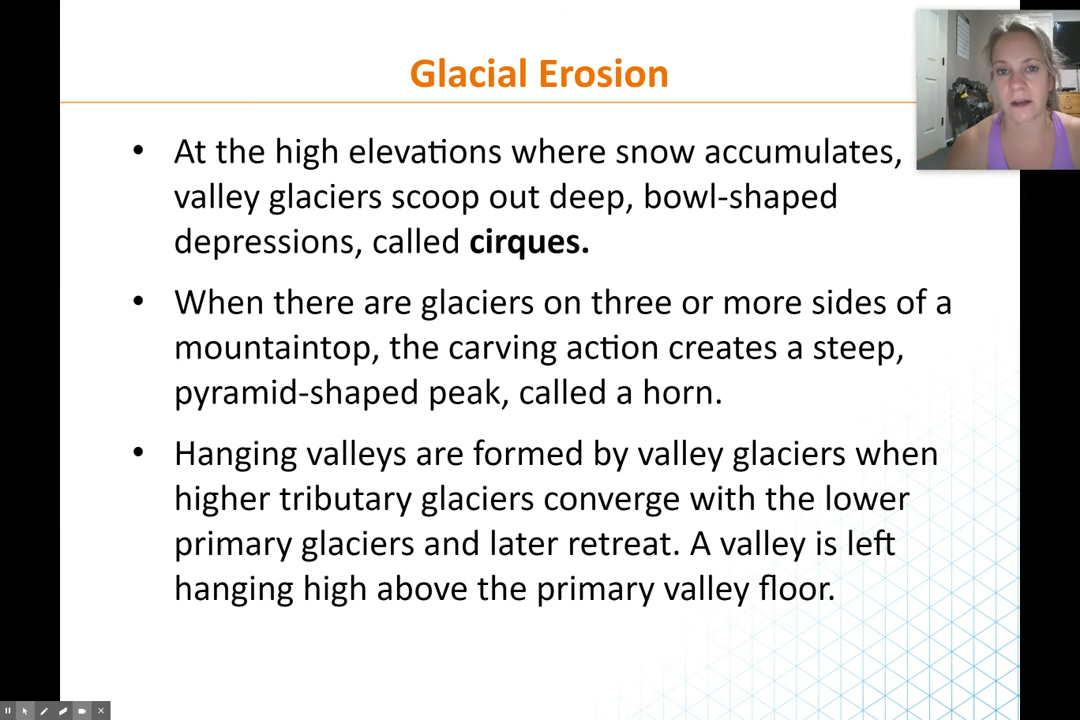 Glacial Erosion
• At the high elevations where snow accumulates,
valley glaciers scoop out deep, bowl-shaped
depressions, called cirques.
• When there are glaciers on three or more sides of a
mountaintop, the carving action creates a steep,
pyramid-shaped peak, called a horn.
• Hanging valleys are formed by valley glaciers when
higher tributary glaciers converge with the lower
primary glaciers and later retreat. A valley is left
hanging high above the primary valley floor.